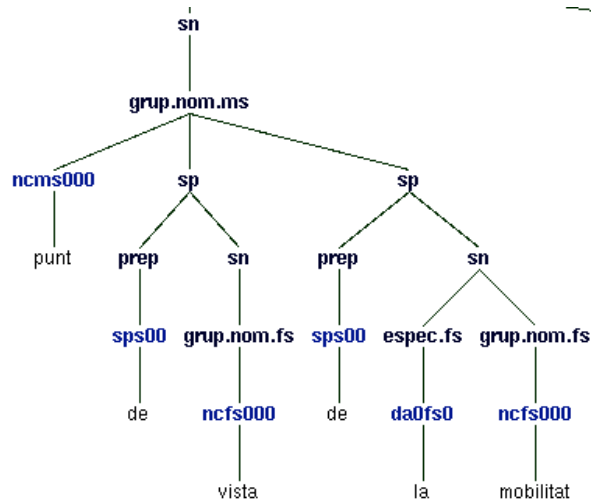 sn
grup.nom.ms
ncms000 sp sp
punt prep sn prep sn
sps00 grup.nom.fs sps00 espec.fs grup.nom.fs
de ncfs000 de da0fs0 ncfs000
vista la mobilitat